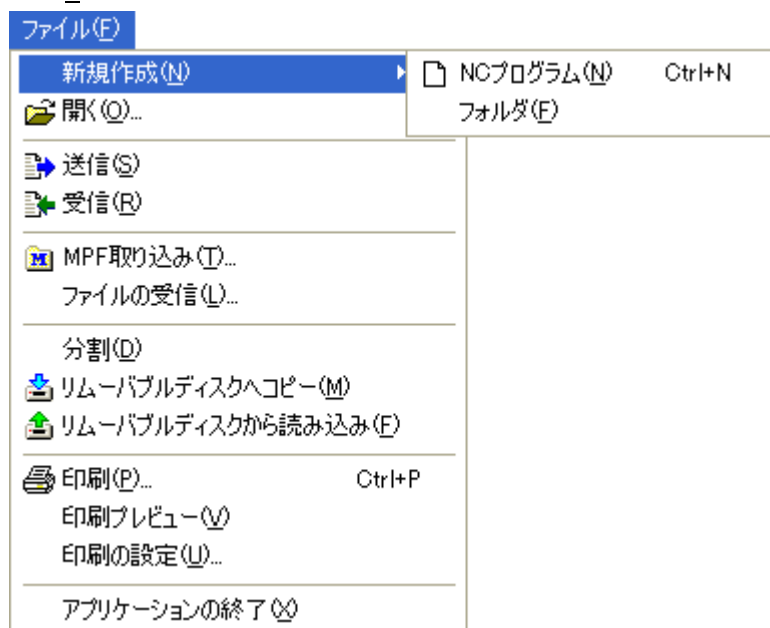 ファイル(F)
新規作成(N)
NCプログラム(N) Ctrl+N
フォルダ(F)
開く(O)...
送信(S)
受信(R)
MPF取り込み(T)...
ファイルの受信(L)...
分割(D)
リムーバブルディスクへコピー(M)
リムーバブルディスクから読み込み(F)
印刷(P)... Ctrl+P
印刷プレビュー(V)
印刷の設定(U)...
アプリケーションの終了(X)